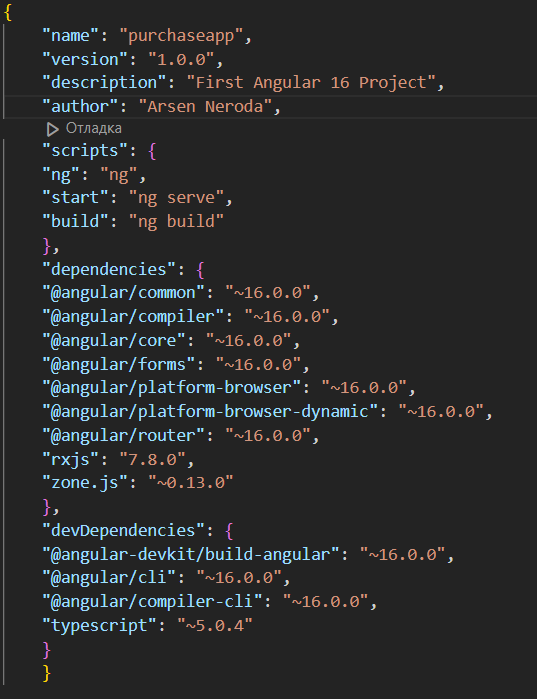 {
"name": "purchaseapp",
"version": "1.0.0",
"description": "First Angular 16 Project",
"author": "Arsen Neroda",
Отладка
"scripts": {
"ng": "ng",
"start": "ng serve",
"build": "ng build"
},
"dependencies": {
"@angular/common": "~16.0.0",
"@angular/compiler": "~16.0.0",
"@angular/core": "~16.0.0",
"@angular/forms": "~16.0.0",
"@angular/platform-browser": "~16.0.0",
"@angular/platform-browser-dynamic": "~16.0.0",
"@angular/router": "~16.0.0",
"rxjs": "7.8.0",
"zone.js": "~0.13.0"
},
"devDependencies": {
"@angular-devkit/build-angular": "~16.0.0",
"@angular/cli": "~16.0.0",
"@angular/compiler-cli": "~16.0.0",
"typescript": "~5.0.4"
}
}